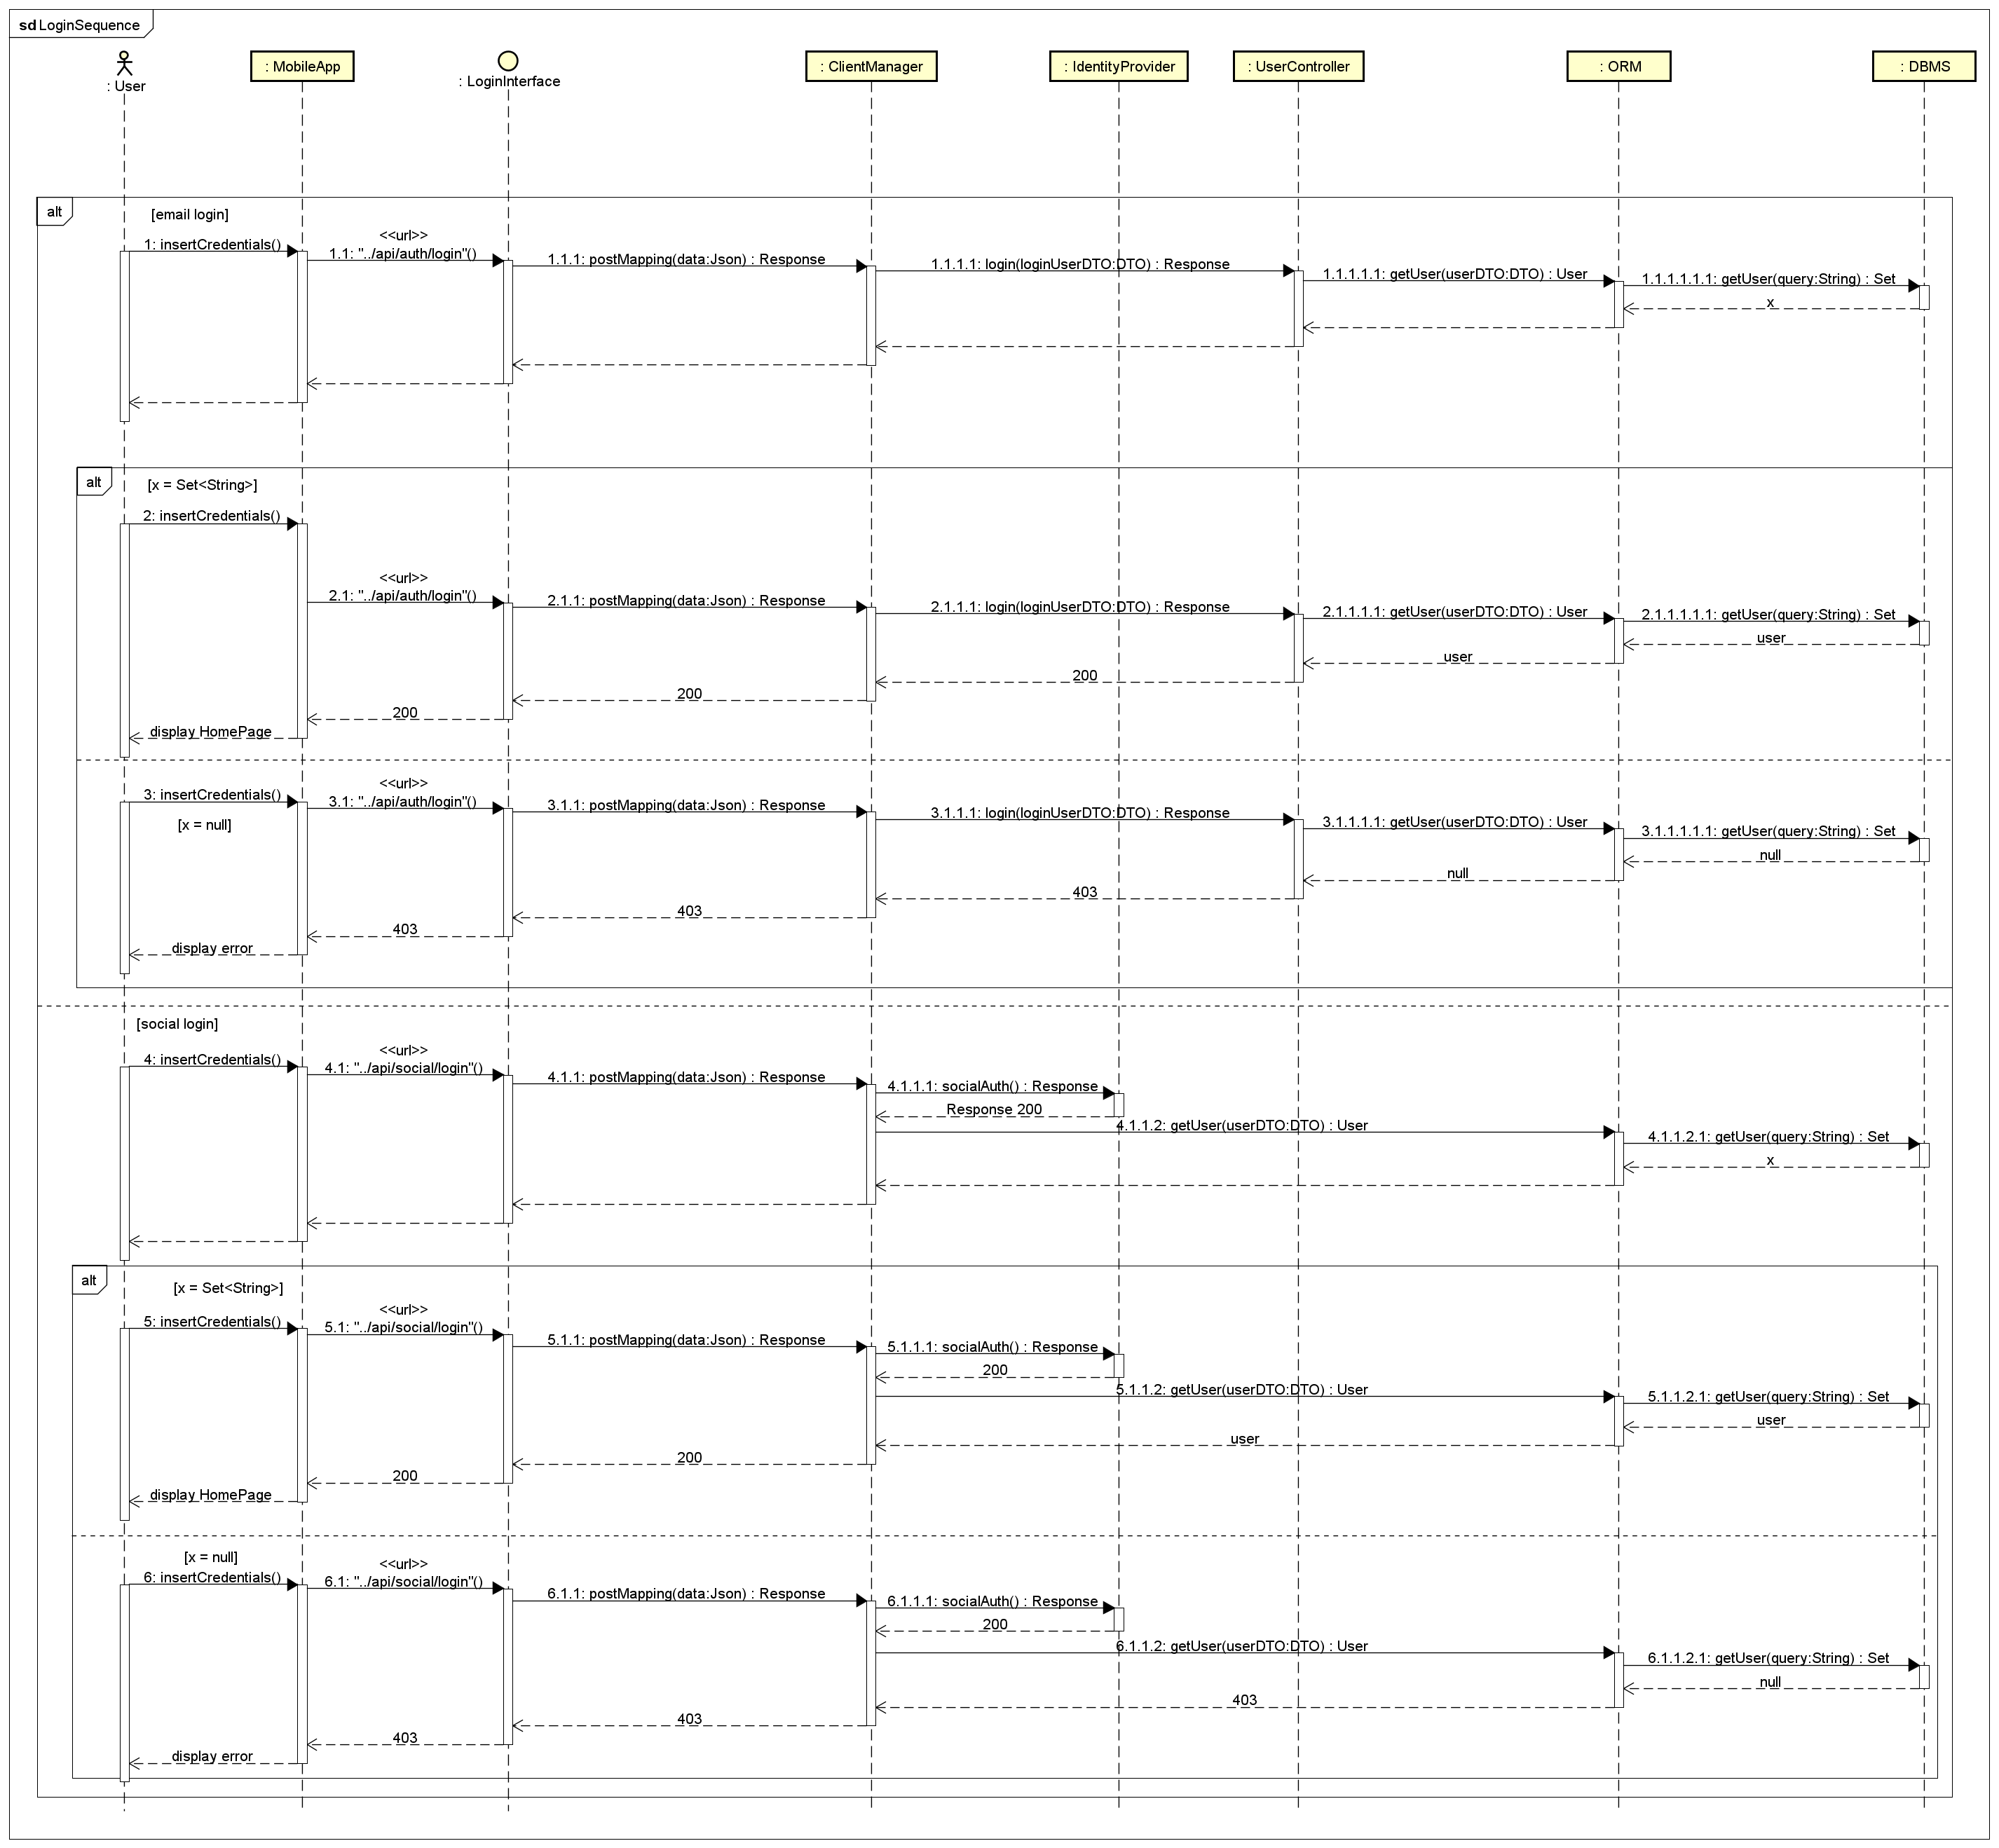 sd LoginSequence
: User
: MobileApp
: LoginInterface
: ClientManager
: IdentityProvider
: UserController
: ORM
: DBMS
alt
[email login]
1: insertCredentials()
<<url>>
1.1: "../api/auth/login"()
1.1.1: postMapping(data:Json) : Response
1.1.1.1: login(loginUserDTO:DTO) : Response
1.1.1.1.1: getUser(userDTO:DTO) : User
1.1.1.1.1.1: getUser(query:String) : Set
x
alt
[x = Set<String>]
2: insertCredentials()
<<url>>
2.1: "../api/auth/login"()
2.1.1: postMapping(data:Json) : Response
2.1.1.1: login(loginUserDTO:DTO) : Response
2.1.1.1.1: getUser(userDTO:DTO) : User
2.1.1.1.1.1: getUser(query:String) : Set
user
user
200
200
200
display HomePage
3: insertCredentials()
<<url>>
3.1: "../api/auth/login"()
3.1.1: postMapping(data:Json) : Response
3.1.1.1: login(loginUserDTO:DTO) : Response
3.1.1.1.1: getUser(userDTO:DTO) : User
3.1.1.1.1.1: getUser(query:String) : Set
[x = null]
null
null
403
403
403
display error
[social login]
4: insertCredentials()
<<url>>
4.1: "../api/social/login"()
4.1.1: postMapping(data:Json) : Response
4.1.1.1: socialAuth() : Response
Response 200
4.1.1.2: getUser(userDTO:DTO) : User
4.1.1.2.1: getUser(query:String) : Set
x
alt
[x = Set<String>]
5: insertCredentials()
<<url>>
5.1: "../api/social/login"()
5.1.1: postMapping(data:Json) : Response
5.1.1.1: socialAuth() : Response
200
5.1.1.2: getUser(userDTO:DTO) : User
5.1.1.2.1: getUser(query:String) : Set
user
user
200
200
display HomePage
[x = null]
6: insertCredentials()
<<url>>
6.1: "../api/social/login"()
6.1.1: postMapping(data:Json) : Response
6.1.1.1: socialAuth() : Response
200
6.1.1.2: getUser(userDTO:DTO) : User
6.1.1.2.1: getUser(query:String) : Set
null
403
403
403
display error